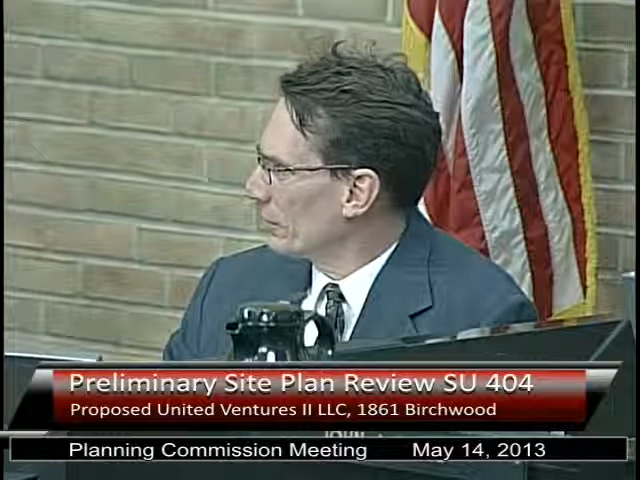 Preliminary Site Plan Review SU 404
Proposed United Ventures II LLC, 1861 Birchwood
JOHN
Planning Commission Meeting May 14, 2013